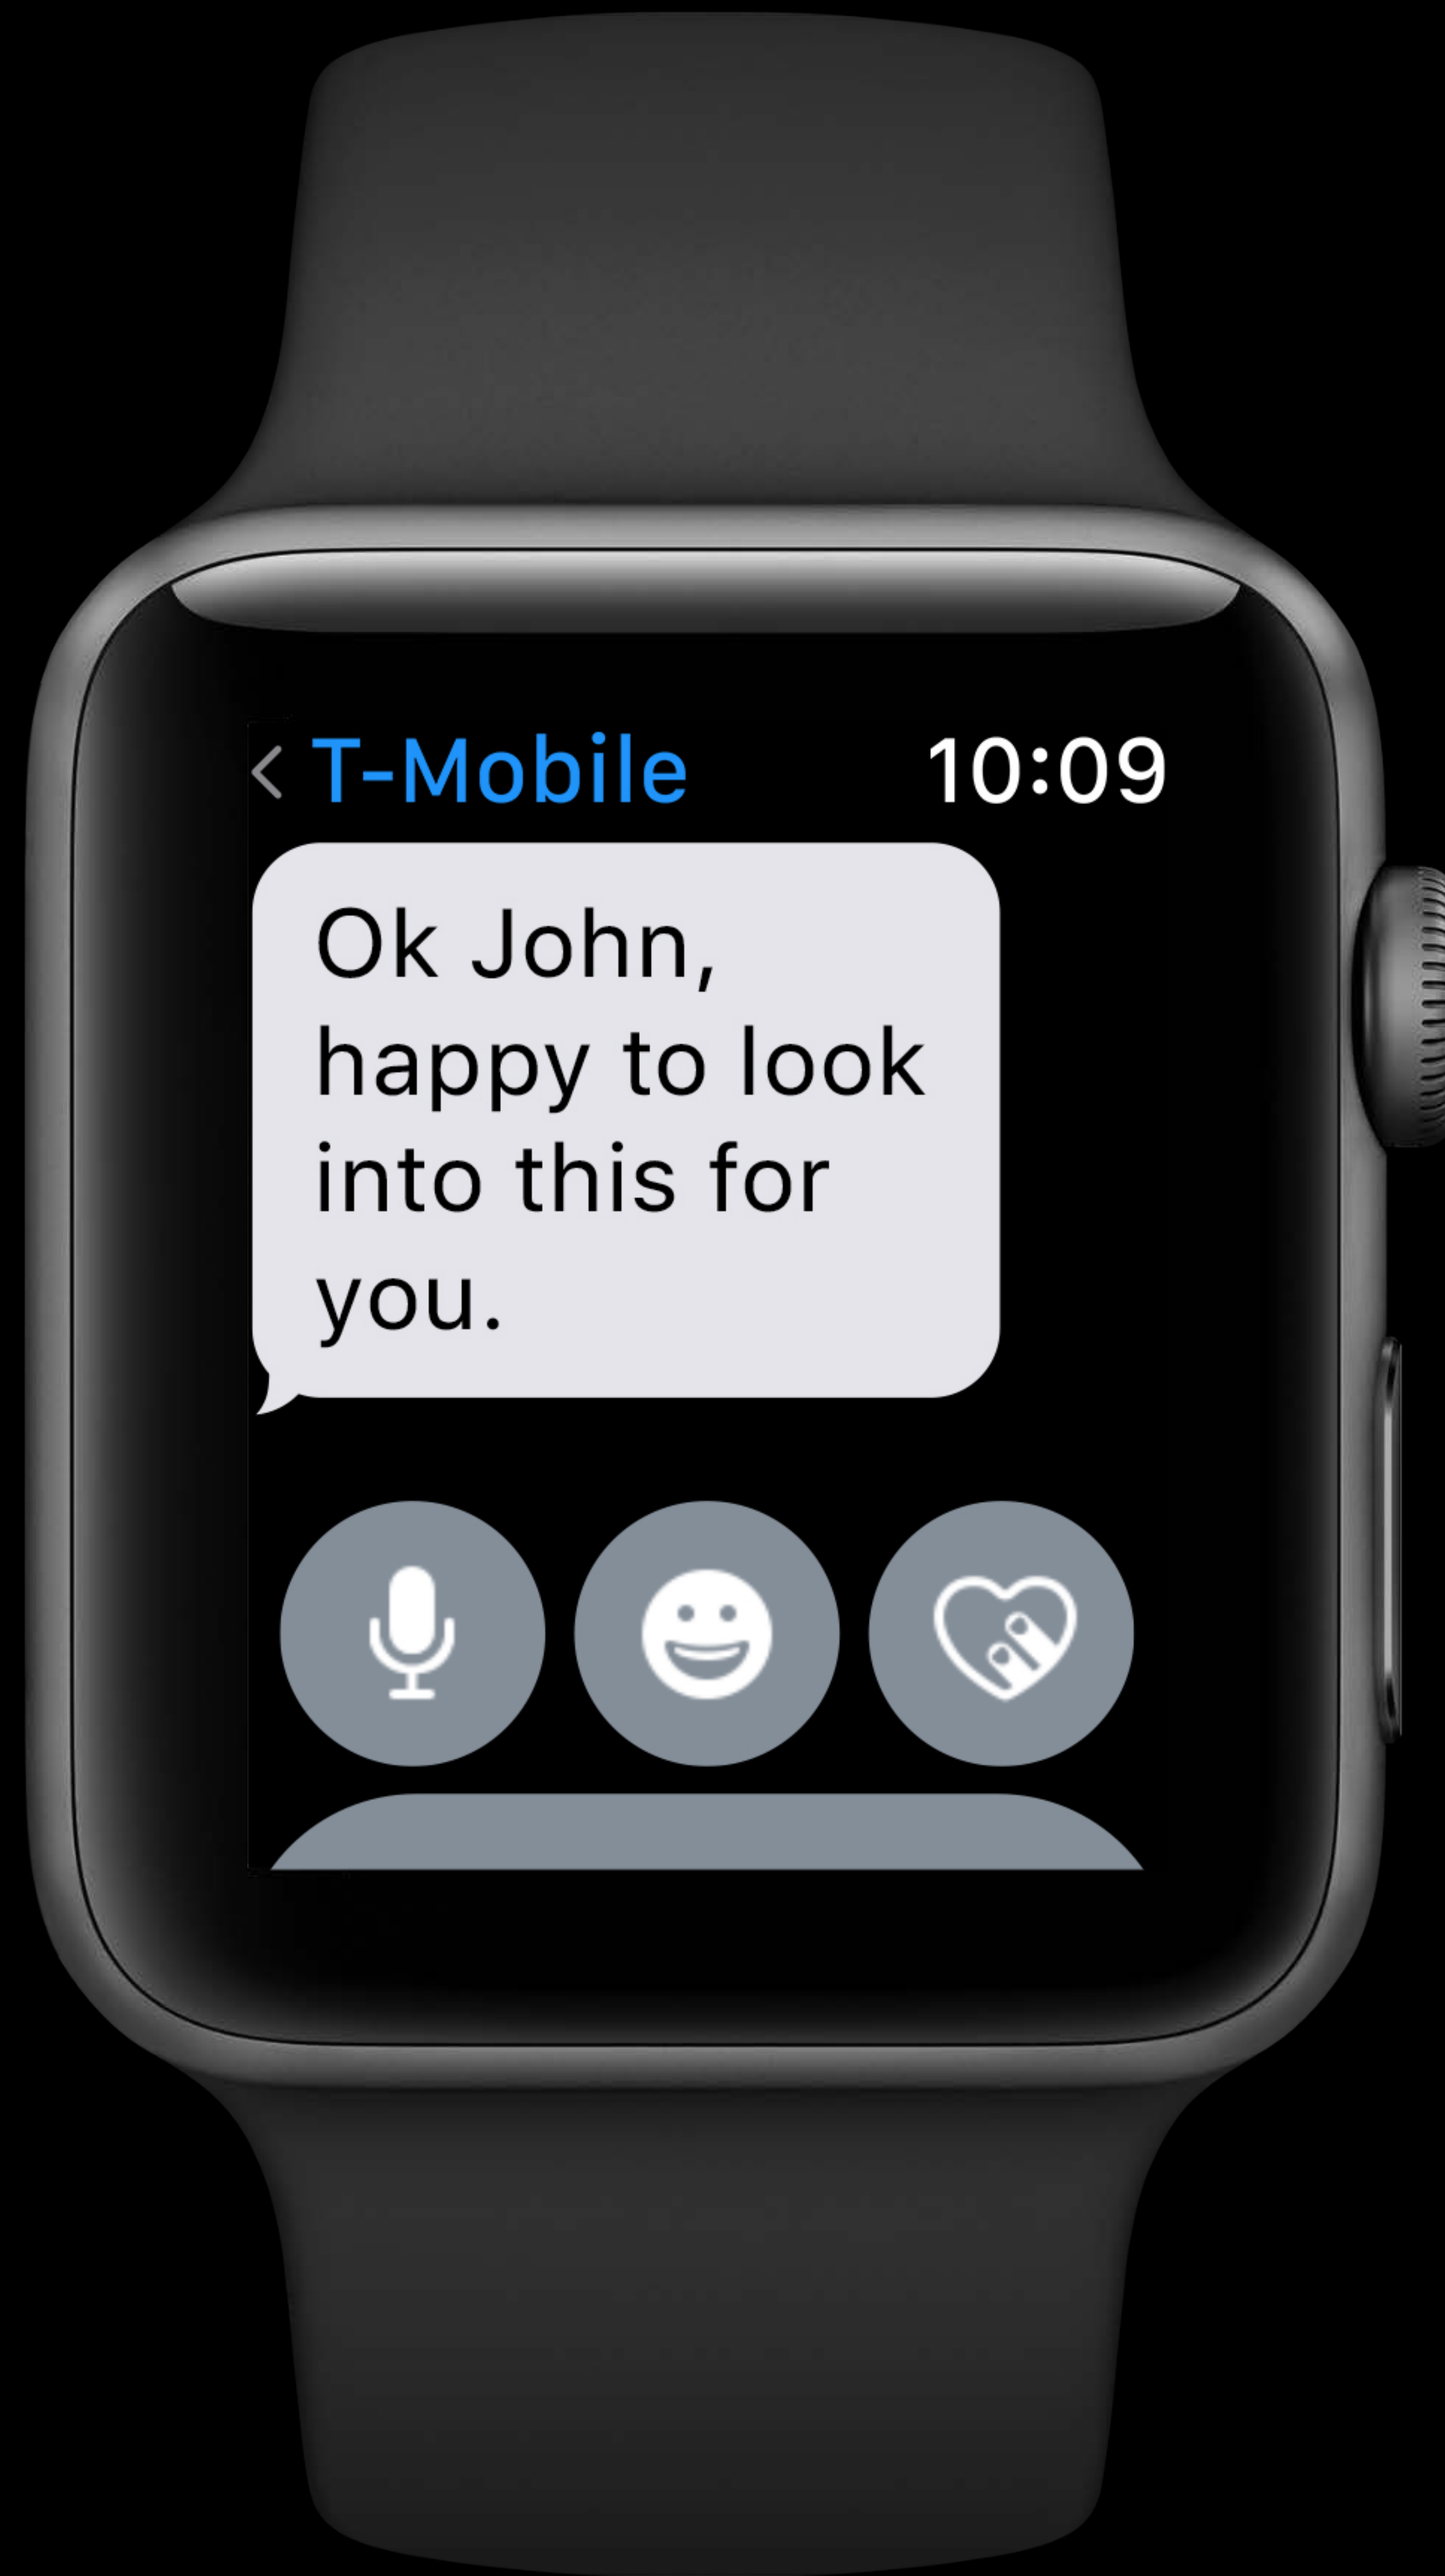 < T-Mobile 10:09
Ok John,
happy to look
into this for
you.